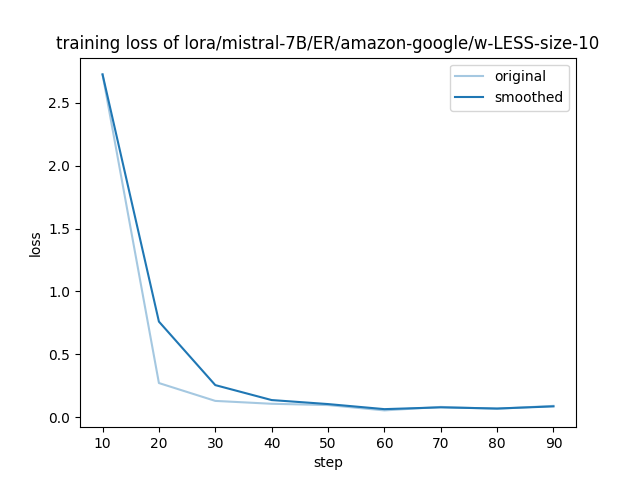 training loss of lora/mistral-7B/ER/amazon-google/w-LESS-size-10
original
smoothed
2.5
2.0
1.5
1.0
0.5
0.0
loss
10 20 30 40 50 60 70 80 90
step